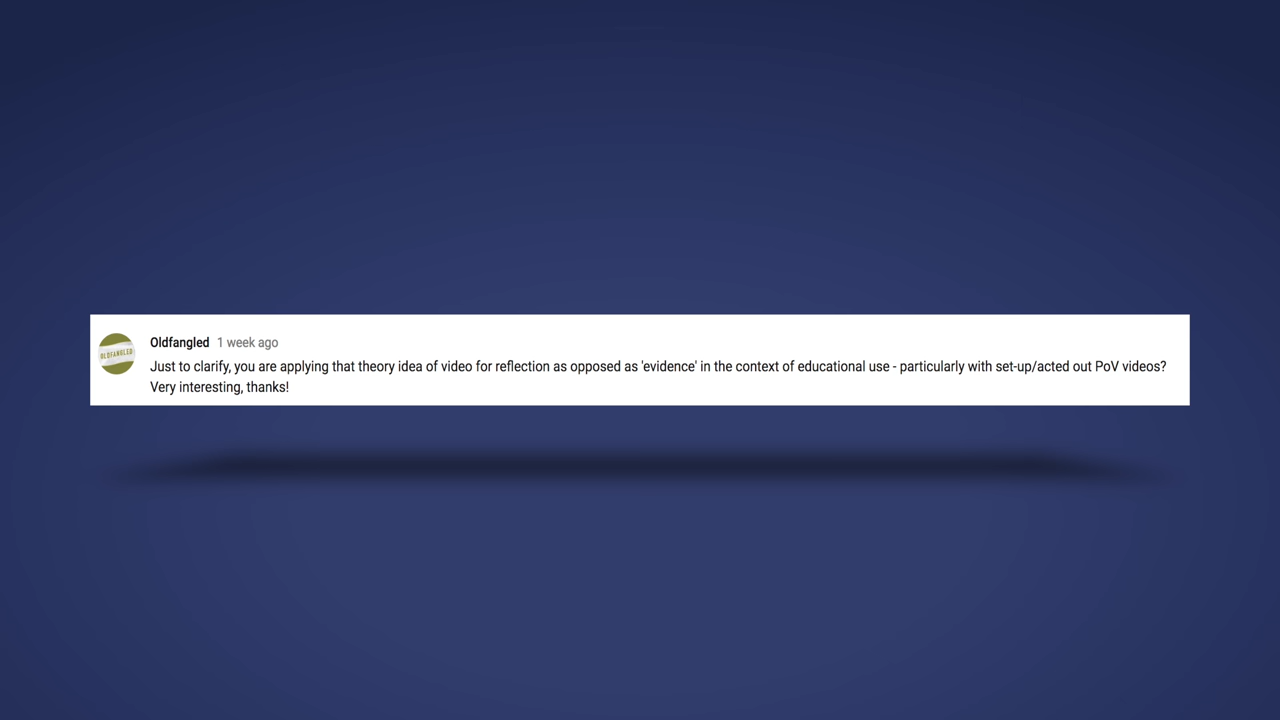 Oldfangled 1 week ago
OLDFANGLED
Just to clarify, you are applying that theory idea of video for reflection as opposed as 'evidence' in the context of educational use - particularly with set-up/acted out PoV videos?
Very interesting, thanks!